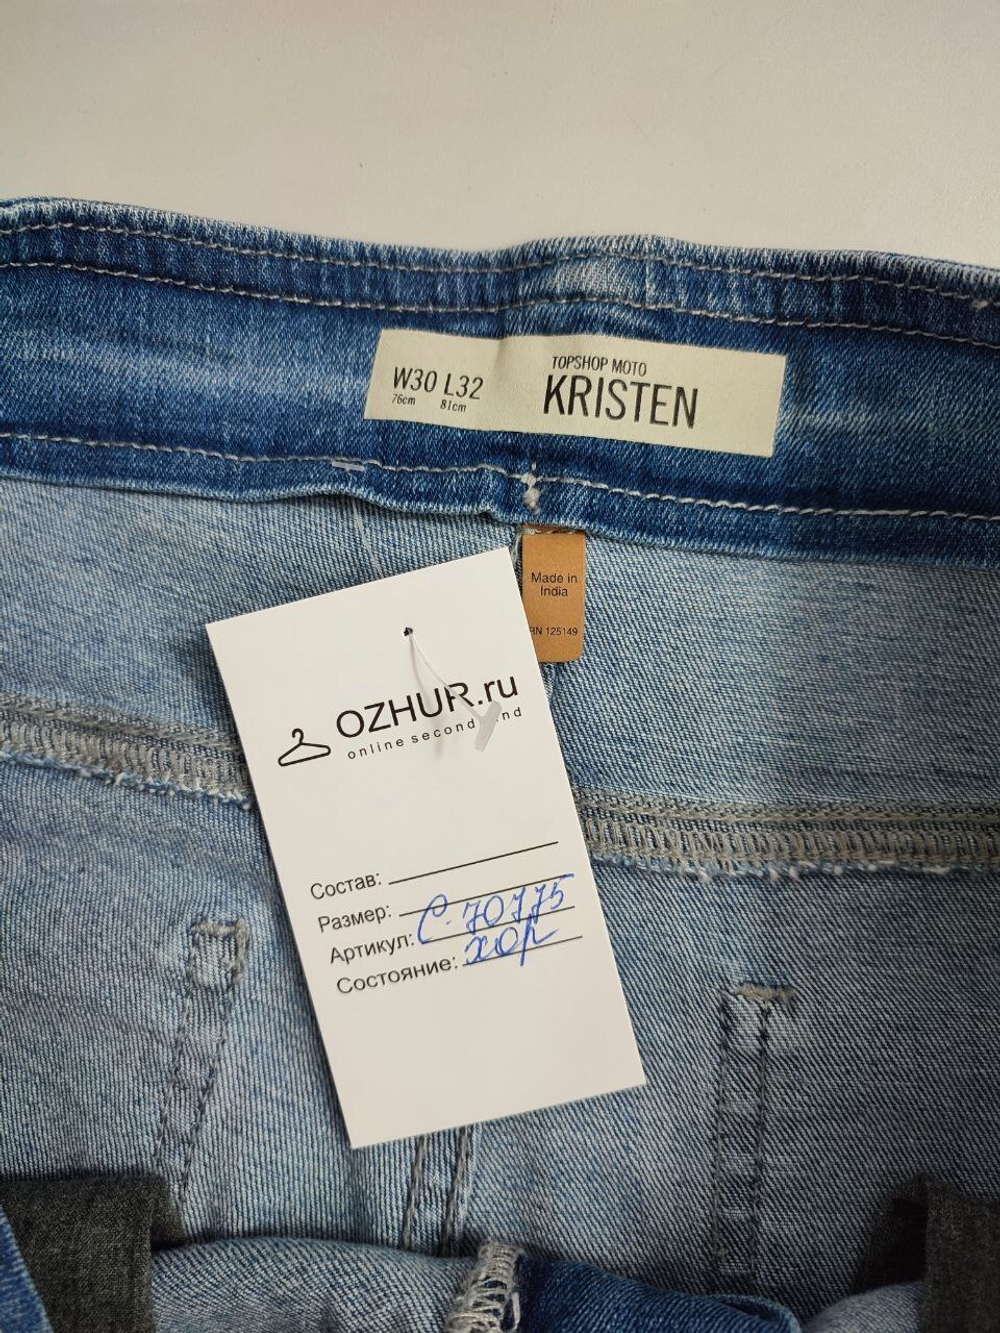 TOPSHOP MOTO
W30 L32
KRISTEN
76cm 81cm
Made in
India
RN 125149
OZHUR.ru
online second hand
Состав:
Размер:
Артикул: С-70775
Состояние: хор